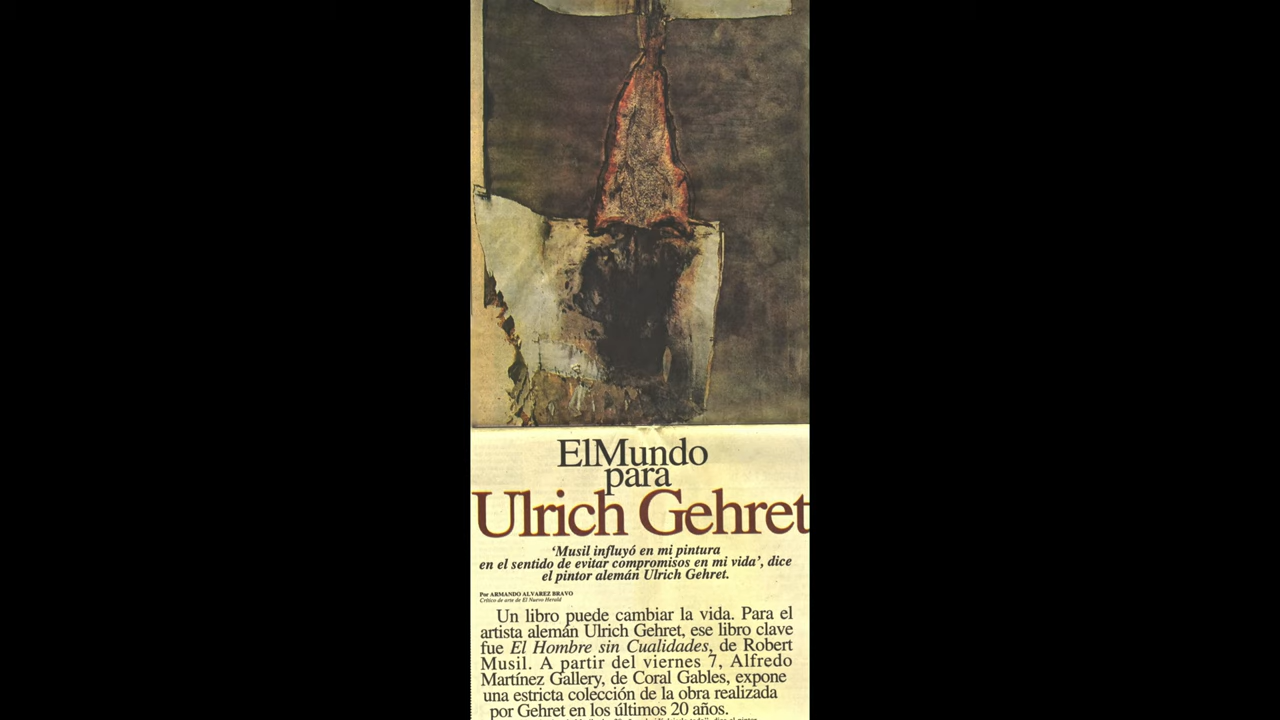 El Mundo
para
Ulrich Gehret
‘Musil influyó en mi pintura
en el sentido de evitar compromisos en mi vida’, dice
el pintor alemán Ulrich Gehret.
Por ARMANDO ALVAREZ BRAVO
Crítico de arte de El Nuevo Herald
Un libro puede cambiar la vida. Para el
artista alemán Ulrich Gehret, ese libro clave
fue El Hombre sin Cualidades, de Robert
Musil. A partir del viernes 7, Alfredo
Martínez Gallery, de Coral Gables, expone
una estricta colección de la obra realizada
por Gehret en los últimos 20 años.